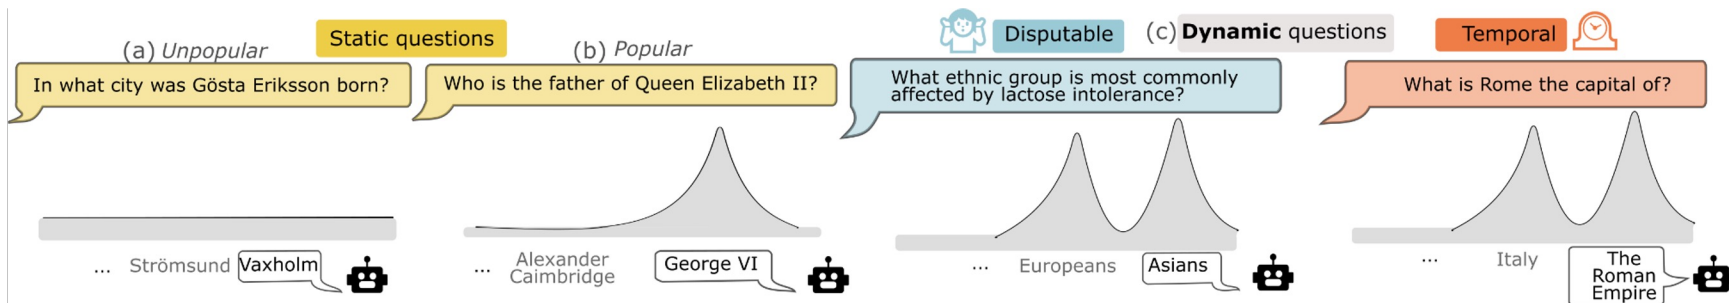 Static questions
(a) Unpopular
In what city was Gösta Eriksson born?
... Strömsund Vaxholm
(b) Popular
Who is the father of Queen Elizabeth II?
... Alexander
Caimbridge
George VI
Disputable
(c) Dynamic questions
Temporal
What ethnic group is most commonly
affected by lactose intolerance?
... Europeans Asians
What is Rome the capital of?
... Italy
The
Roman
Empire